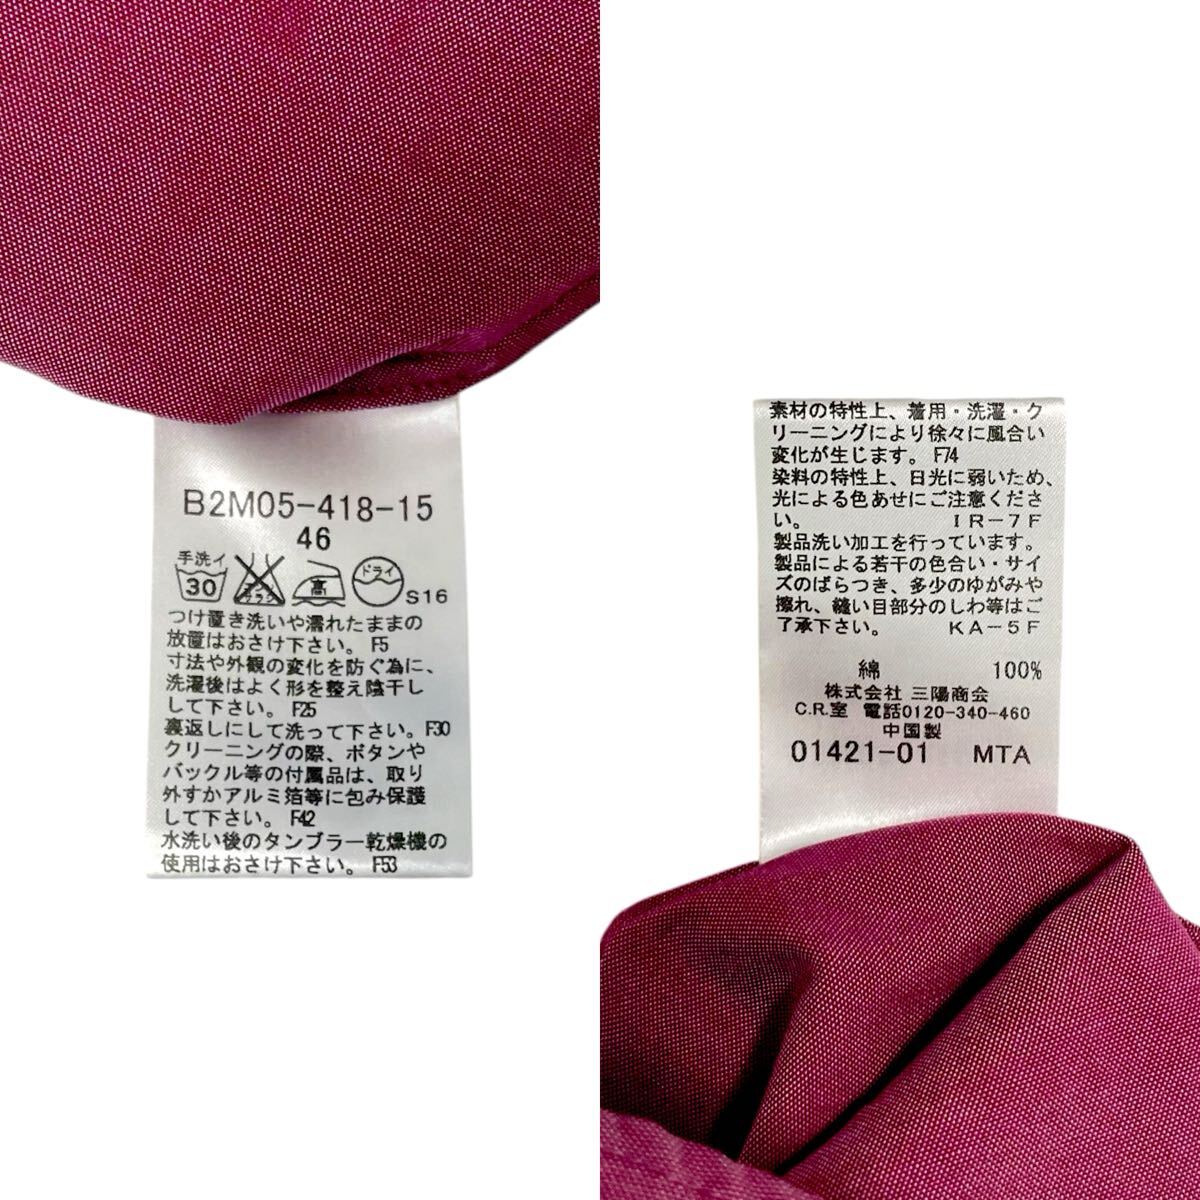 B2M05-418-15
46
手洗イ
30
エンソ
サラシ
高
ドライ
S16
つけ置き洗いや濡れたままの
放置はおさけ下さい。F5
寸法や外観の変化を防ぐ為に、
洗濯後はよく形を整え陰干し
して下さい。F25
裏返しにして洗って下さい。F30
クリーニングの際、ボタンや
バックル等の付属品は、取り
外すかアルミ箔等に包み保護
して下さい。F42
水洗い後のタンブラー乾燥機の
使用はおさけ下さい。F53
素材の特性上、着用・洗濯・ク
リーニングにより徐々に風合い
変化が生じます。F74
染料の特性上、日光に弱いため、
光による色あせにご注意くださ
い。 IR-7F
製品洗い加工を行っています。
製品による若干の色合い・サイ
ズのばらつき、多少のゆがみや
擦れ、縫い目部分のしわ等はご
了承下さい。 KA-5F
綿 100%
株式会社 三陽商会
C.R.室 電話0120-340-460
中国製
01421-01 MTA